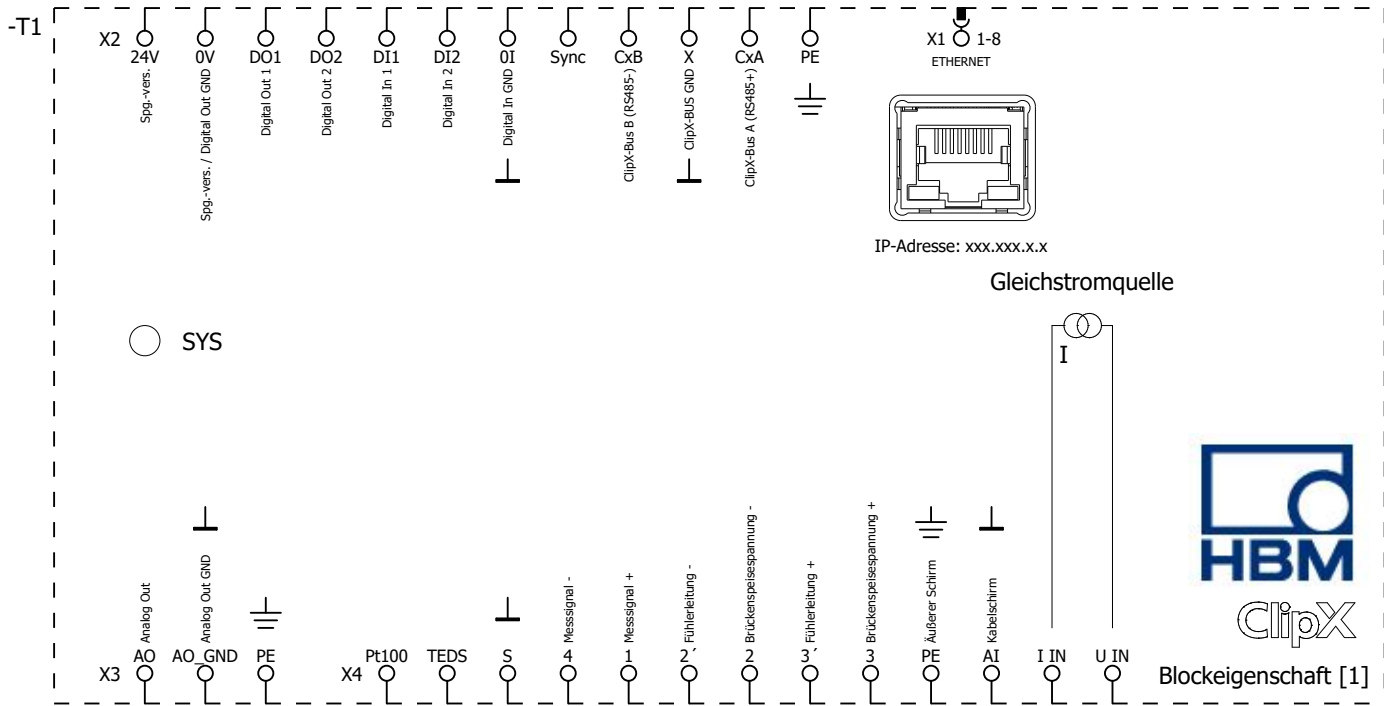 -T1
X2
24V 0V DO1 DO2 DI1 DI2 0I Sync CxB X CxA PE
X1 1-8
ETHERNET
Spg.-vers.
Spg.-vers. / Digital Out GND
Digital Out 1
Digital Out 2
Digital In 1
Digital In 2
Digital In GND
ClipX-Bus B (RS485-)
ClipX-BUS GND
ClipX-Bus A (RS485+)
IP-Adresse: xxx.xxx.x.x
Gleichstromquelle
SYS
I
HBM
ClipX
Analog Out
Analog Out GND
Messsignal -
Messsignal +
Fühlerleitung -
Brückenspeisespannung -
Fühlerleitung +
Brückenspeisespannung +
Äußerer Schirm
Kabelschirm
X3 AO AO_GND PE
X4 Pt100 TEDS S 4 1 2´ 2 3´ 3 PE AI I IN U IN
Blockeigenschaft [1]